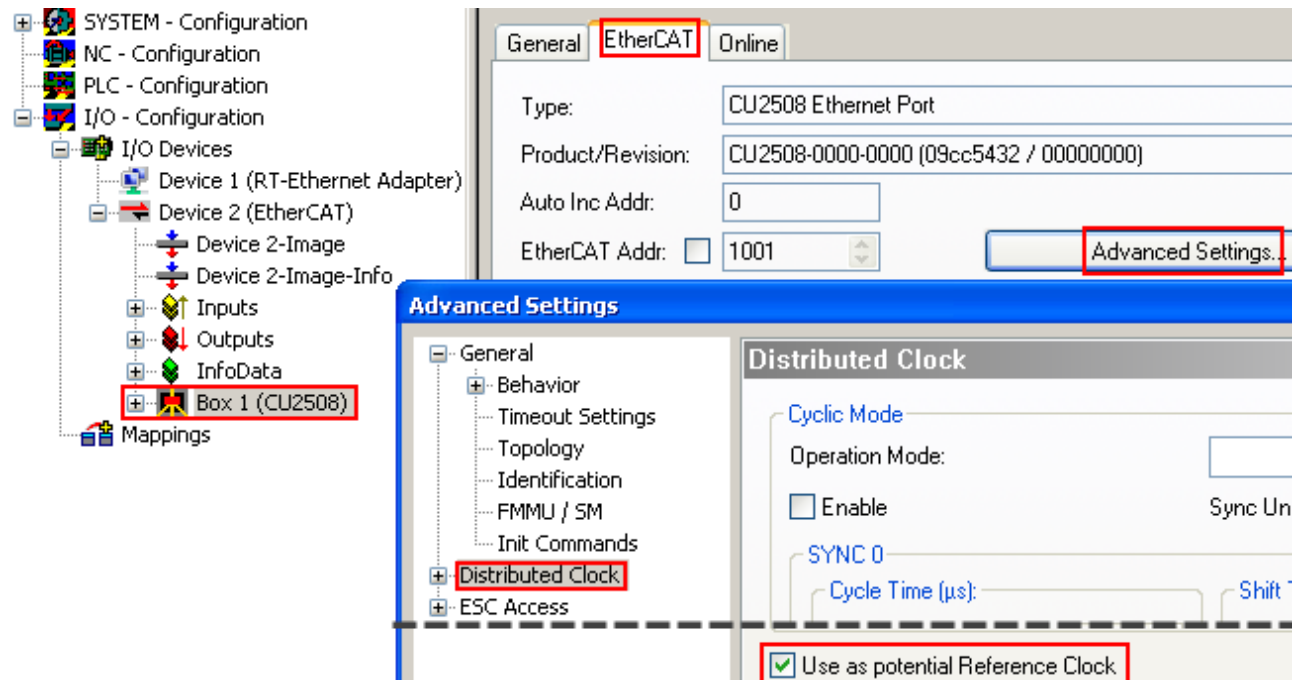 SYSTEM - Configuration
NC - Configuration
PLC - Configuration
I/O - Configuration
I/O Devices
Device 1 (RT-Ethernet Adapter)
Device 2 (EtherCAT)
Device 2-Image
Device 2-Image-Info
Inputs
Outputs
InfoData
Box 1 (CU2508)
Mappings
General EtherCAT Online
Type: CU2508 Ethernet Port
Product/Revision: CU2508-0000-0000 (09cc5432 / 00000000)
Auto Inc Addr: 0
EtherCAT Addr: 1001 Advanced Settings...
Advanced Settings
General
Behavior
Timeout Settings
Topology
Identification
FMMU / SM
Init Commands
Distributed Clock
ESC Access
Distributed Clock
Cyclic Mode
Operation Mode:
Enable Sync Un
SYNC 0
Cycle Time (µs): Shift T
Use as potential Reference Clock